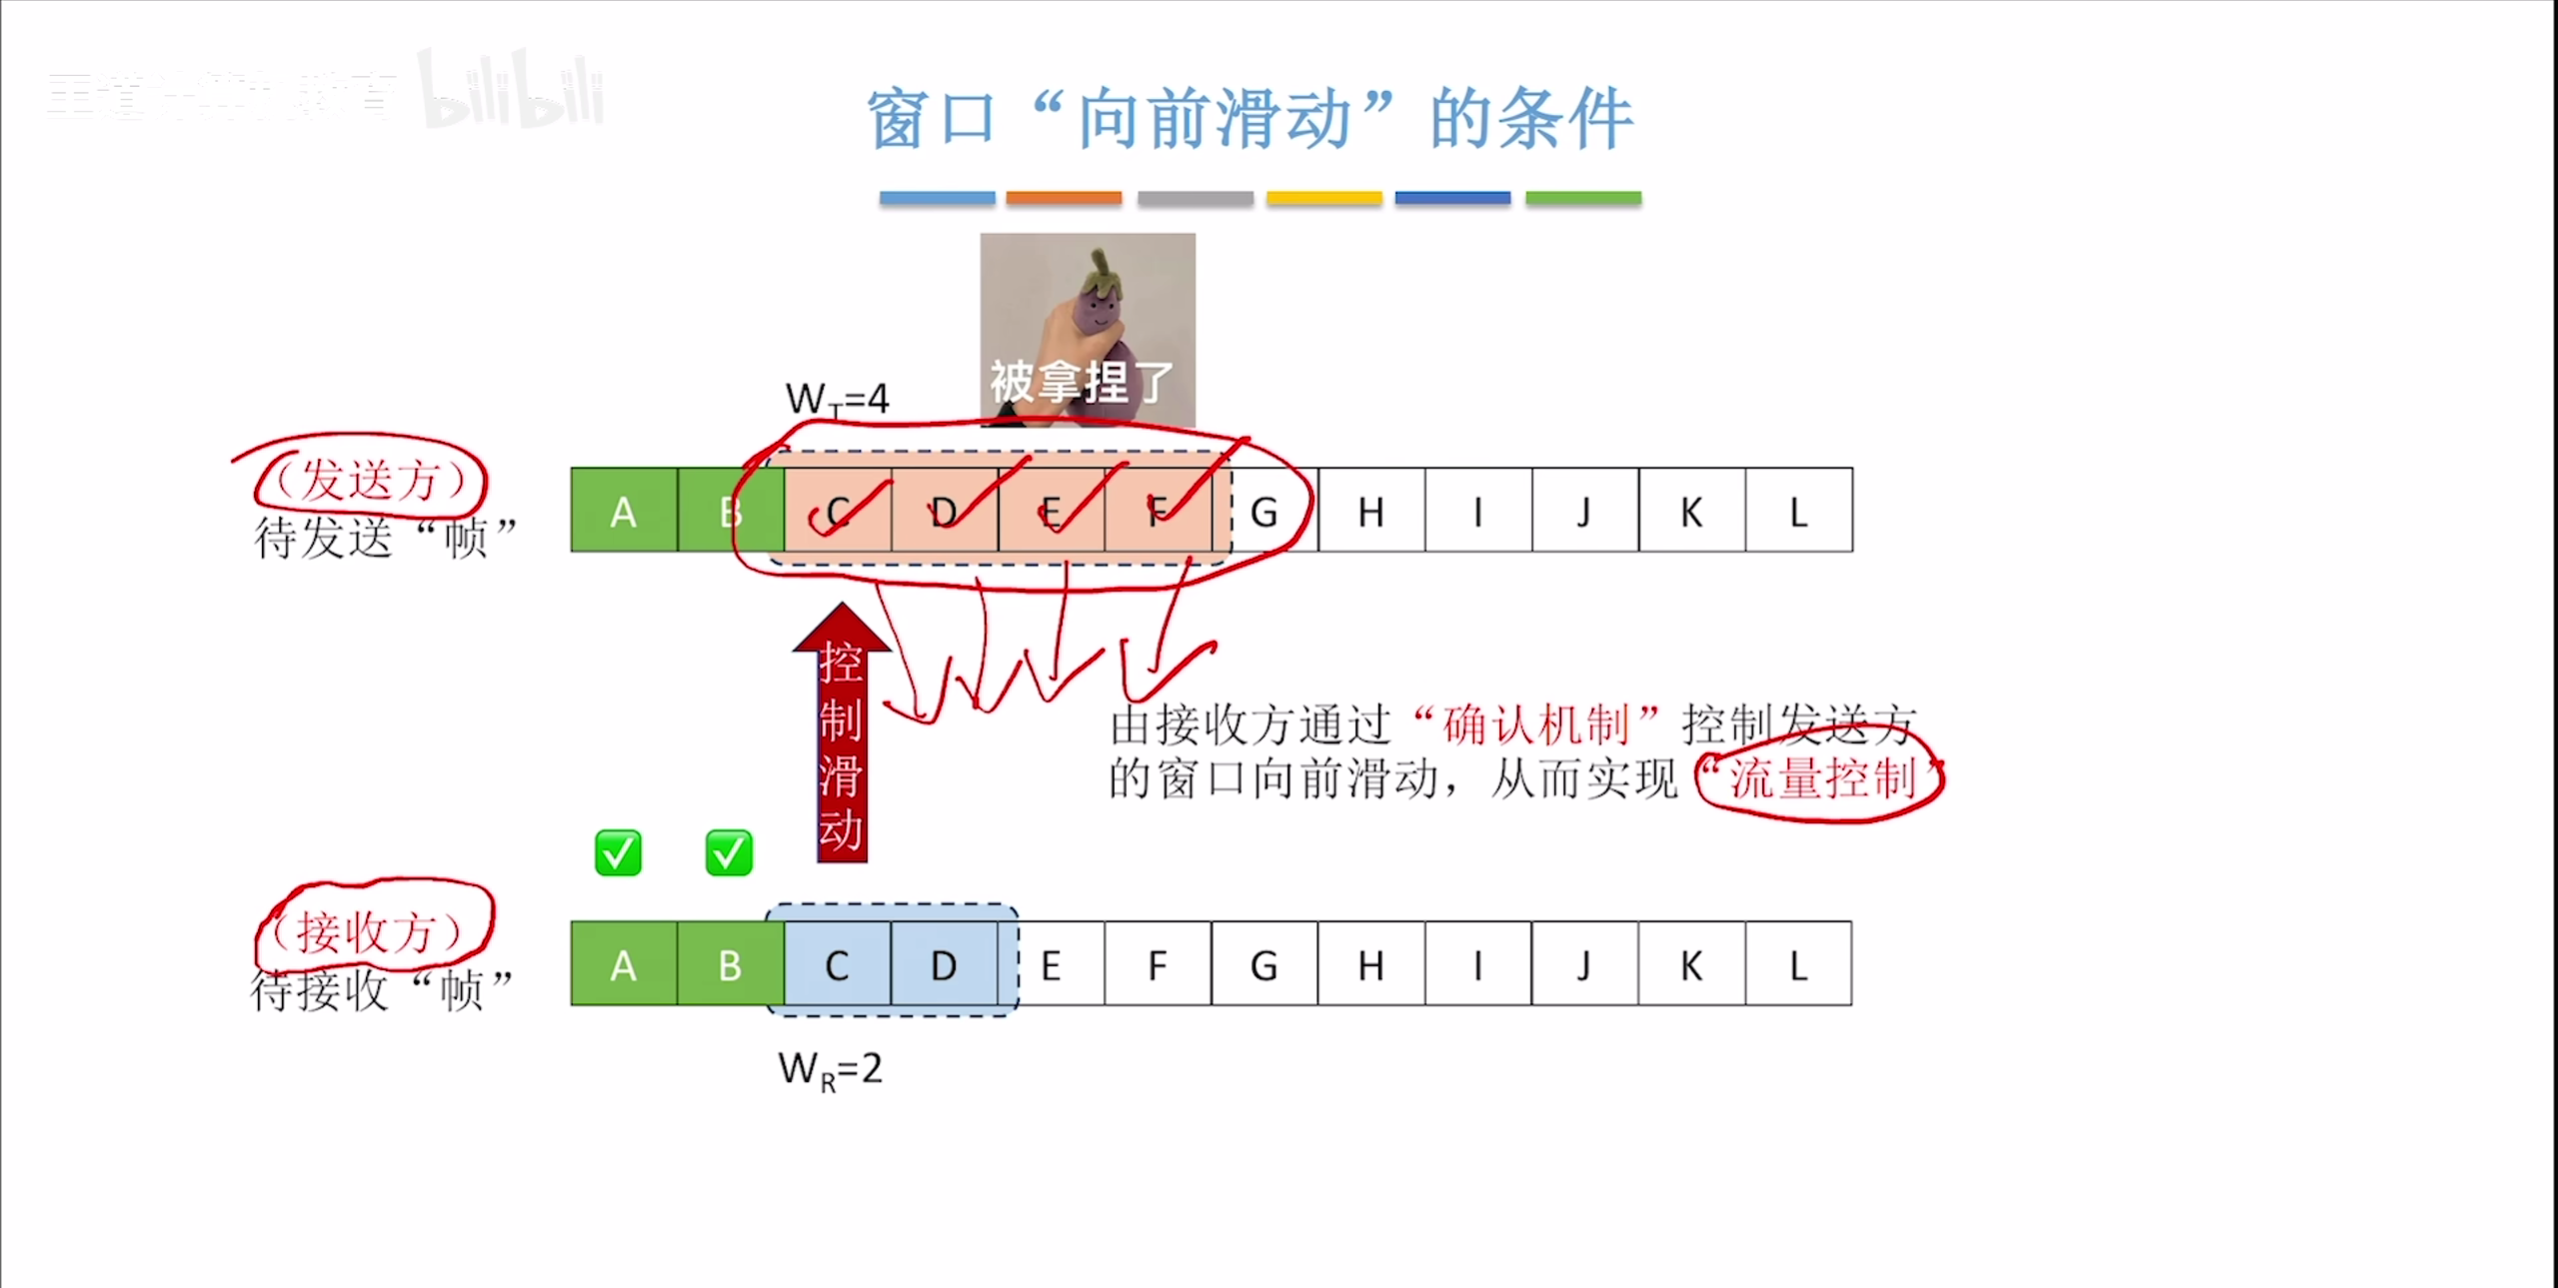 王道计算机教育 bilibili
窗口“向前滑动”的条件
被拿捏了
W_T=4
（发送方）
待发送“帧”
A B C D E F G H I J K L
控制滑动
由接收方通过“确认机制”控制发送方
的窗口向前滑动，从而实现“流量控制”
（接收方）
待接收“帧”
A B C D E F G H I J K L
W_R=2